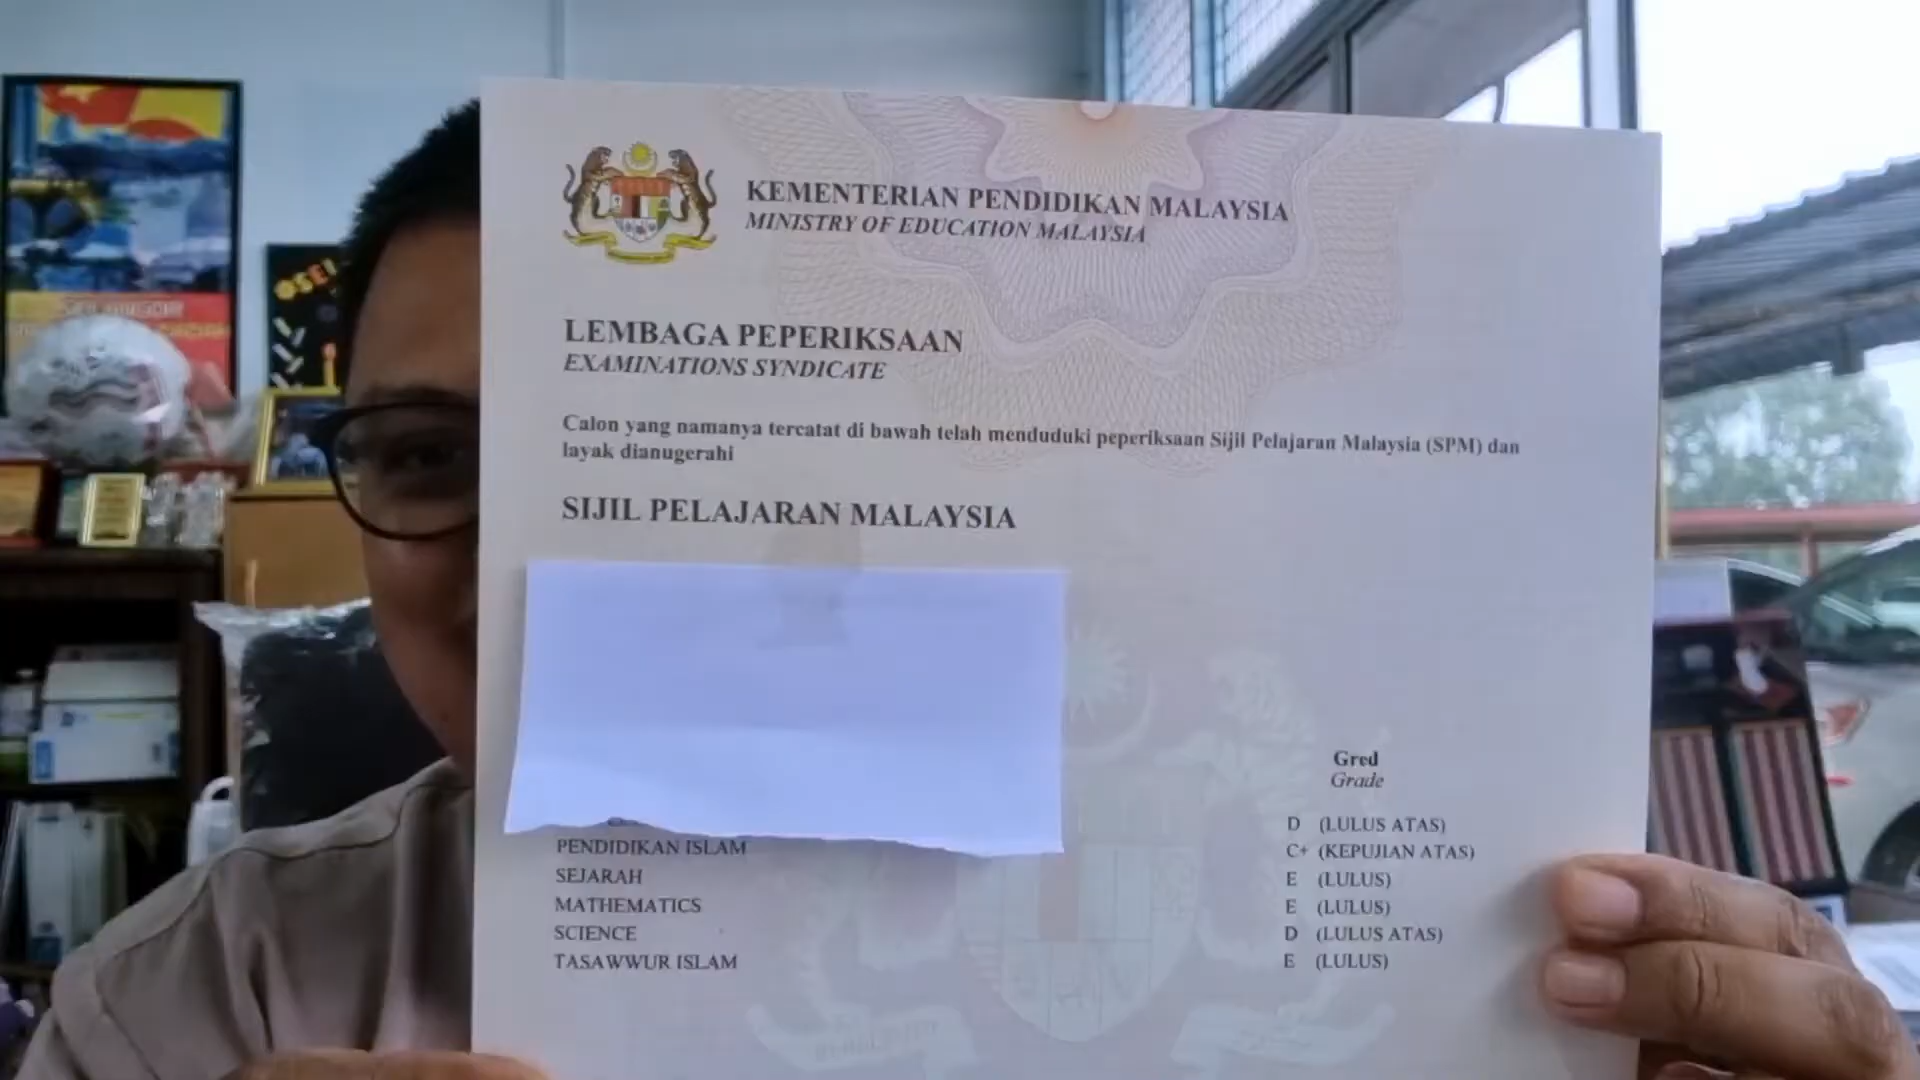 KEMENTERIAN PENDIDIKAN MALAYSIA
MINISTRY OF EDUCATION MALAYSIA
LEMBAGA PEPERIKSAAN
EXAMINATIONS SYNDICATE
Calon yang namanya tercatat di bawah telah menduduki peperiksaan Sijil Pelajaran Malaysia (SPM) dan
layak dianugerahi
SIJIL PELAJARAN MALAYSIA
Gred
Grade
D (LULUS ATAS)
PENDIDIKAN ISLAM C+ (KEPUJIAN ATAS)
SEJARAH E (LULUS)
MATHEMATICS E (LULUS)
SCIENCE D (LULUS ATAS)
TASAWWUR ISLAM E (LULUS)